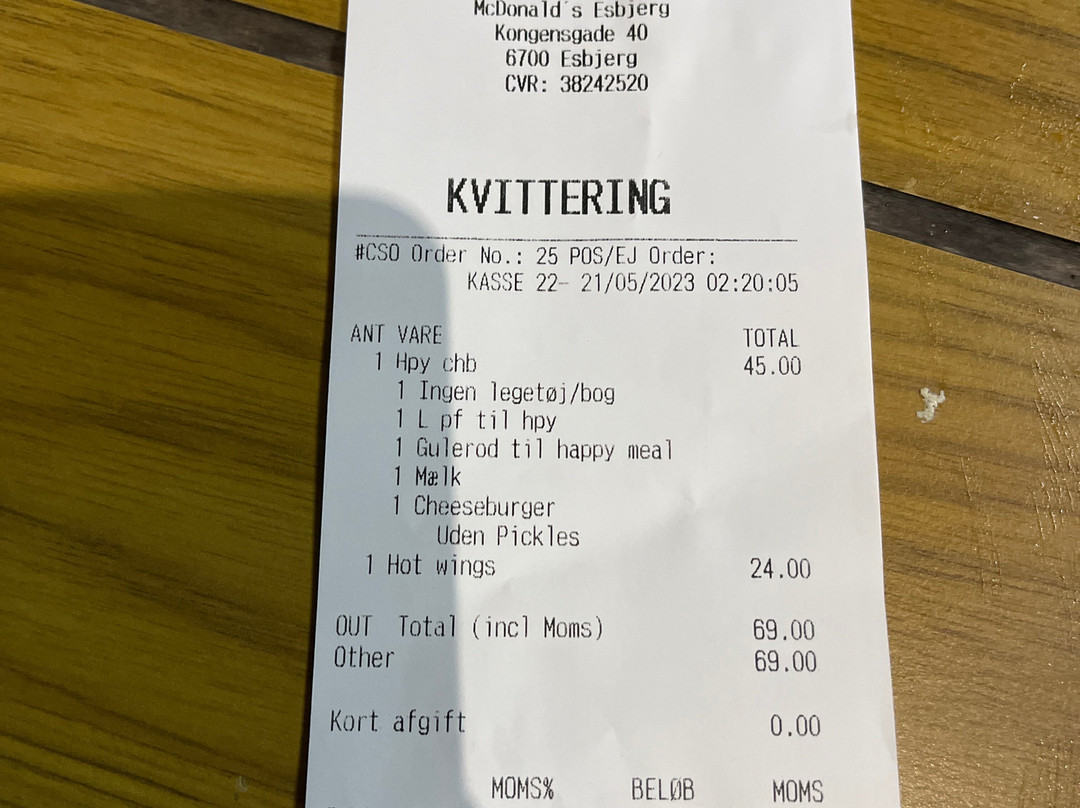 McDonald's Esbjerg
Kongensgade 40
6700 Esbjerg
CVR: 38242520
KVITTERING
#CSO Order No.: 25 POS/EJ Order:
KASSE 22- 21/05/2023 02:20:05
ANT VARE TOTAL
1 Hpy chb 45.00
1 Ingen legetøj/bog
1 L pf til hpy
1 Gulerod til happy meal
1 Mælk
1 Cheeseburger
Uden Pickles
1 Hot wings 24.00
OUT Total (incl Moms) 69.00
Other 69.00
Kort afgift 0.00
MOMS% BELØB MOMS